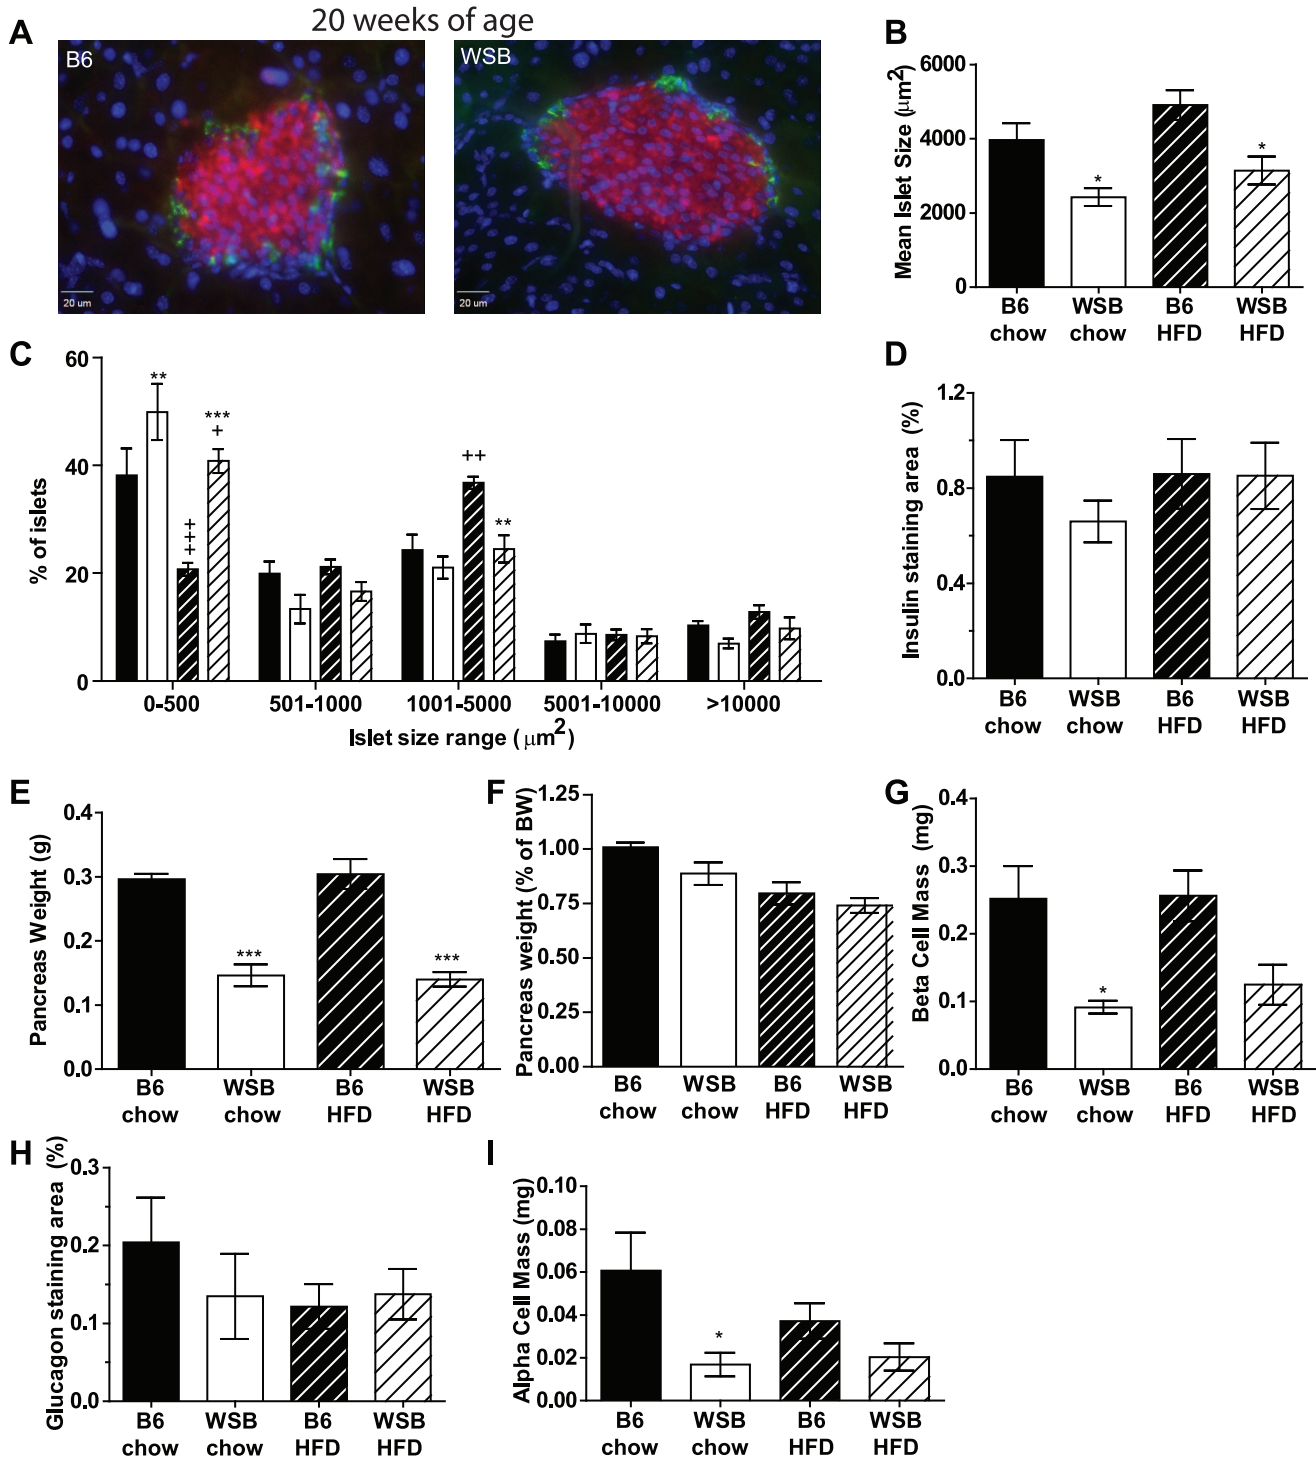 20 weeks of age
A
B6
20 um
WSB
20 um
B
Mean Islet Size (μm²)
6000
4000
2000
0
*
*
B6 WSB B6 WSB
chow chow HFD HFD
C
% of islets
60
40
20
0
**
+++
***
+
++
**
0-500 501-1000 1001-5000 5001-10000 >10000
Islet size range (μm²)
D
Insulin staining area (%)
1.2
0.8
0.4
0.0
B6 WSB B6 WSB
chow chow HFD HFD
E
Pancreas Weight (g)
0.4
0.3
0.2
0.1
0.0
***
***
B6 WSB B6 WSB
chow chow HFD HFD
F
Pancreas weight (% of BW)
1.25
1.00
0.75
0.50
0.25
0.00
B6 WSB B6 WSB
chow chow HFD HFD
G
Beta Cell Mass (mg)
0.4
0.3
0.2
0.1
0.0
*
B6 WSB B6 WSB
chow chow HFD HFD
H
Glucagon staining area (%)
0.3
0.2
0.1
0.0
B6 WSB B6 WSB
chow chow HFD HFD
I
Alpha Cell Mass (mg)
0.10
0.08
0.06
0.04
0.02
0.00
*
B6 WSB B6 WSB
chow chow HFD HFD